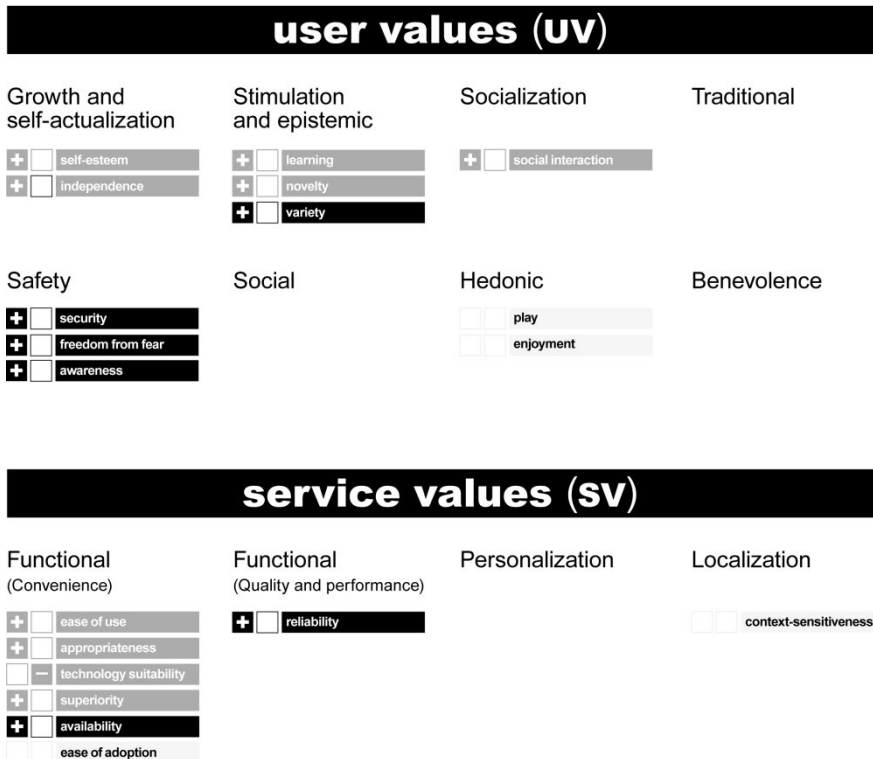 user values (UV)
Growth and
self-actualization
+ self-esteem
+ independence
Stimulation
and epistemic
+ learning
+ novelty
+ variety
Socialization
+ social interaction
Traditional
Safety
+ security
+ freedom from fear
+ awareness
Social
Hedonic
play
enjoyment
Benevolence
service values (SV)
Functional
(Convenience)
+ ease of use
+ appropriateness
− technology suitability
+ superiority
+ availability
ease of adoption
Functional
(Quality and performance)
+ reliability
Personalization
Localization
context-sensitiveness